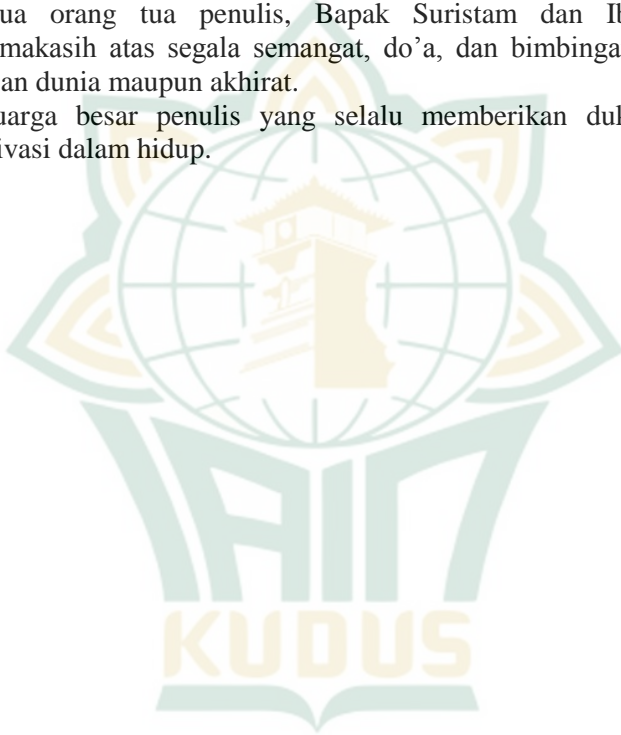 ua orang tua penulis, Bapak Suristam dan Ib
makasih atas segala semangat, do’a, dan bimbinga
an dunia maupun akhirat.
uarga besar penulis yang selalu memberikan duk
ivasi dalam hidup.
IAIN
KUDUS